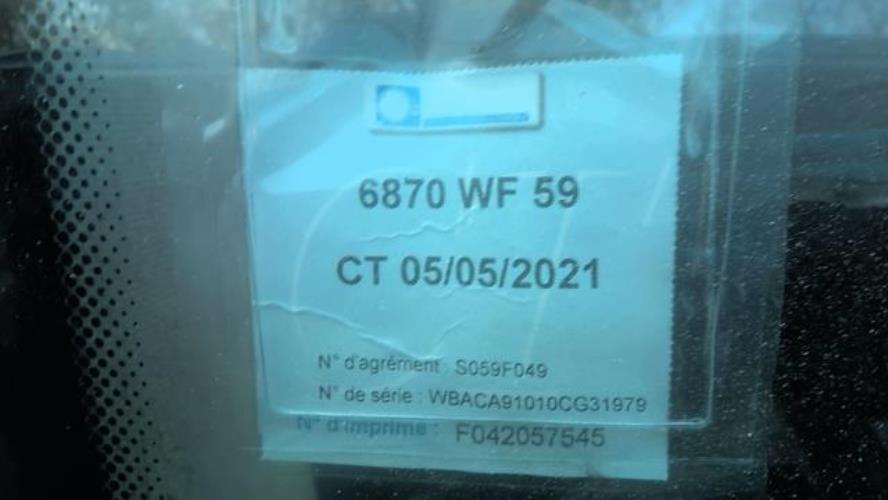 6870 WF 59
CT 05/05/2021
N° d'agrément : S059F049
N° de série : WBACA91010CG31979
N° d'imprimé : F042057545